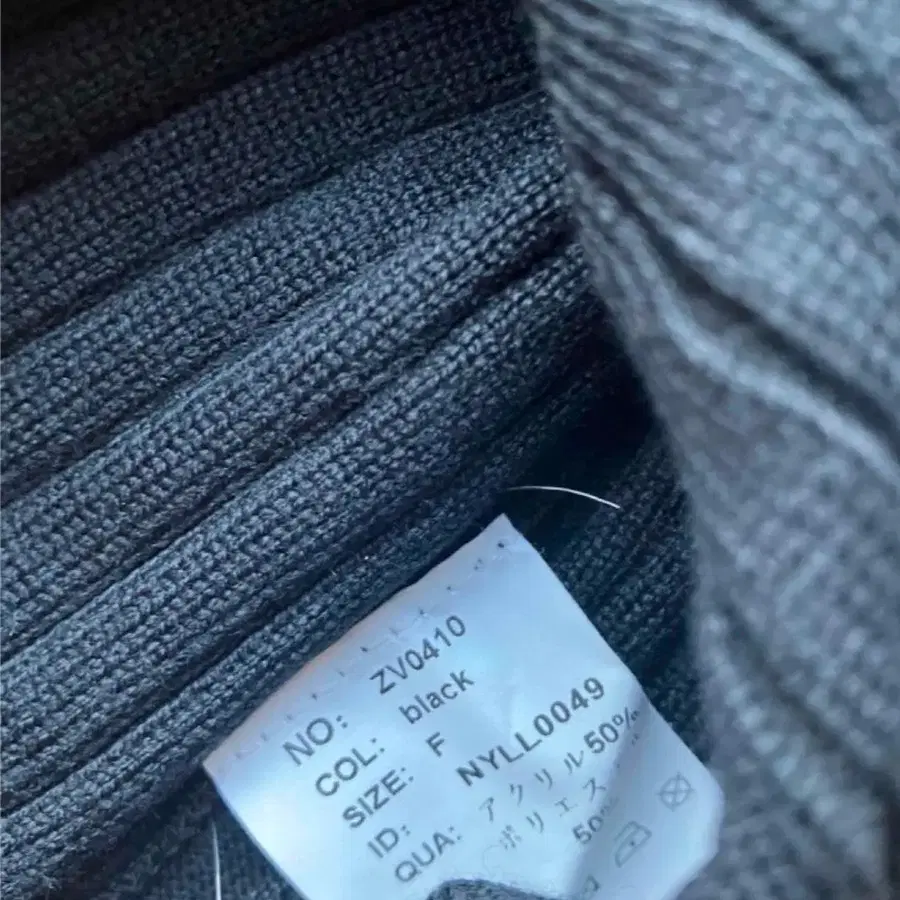 NO: ZV0410
COL: black
SIZE: F
ID: NYLL0049
QUA: アクリル50%
ポリエス
50%